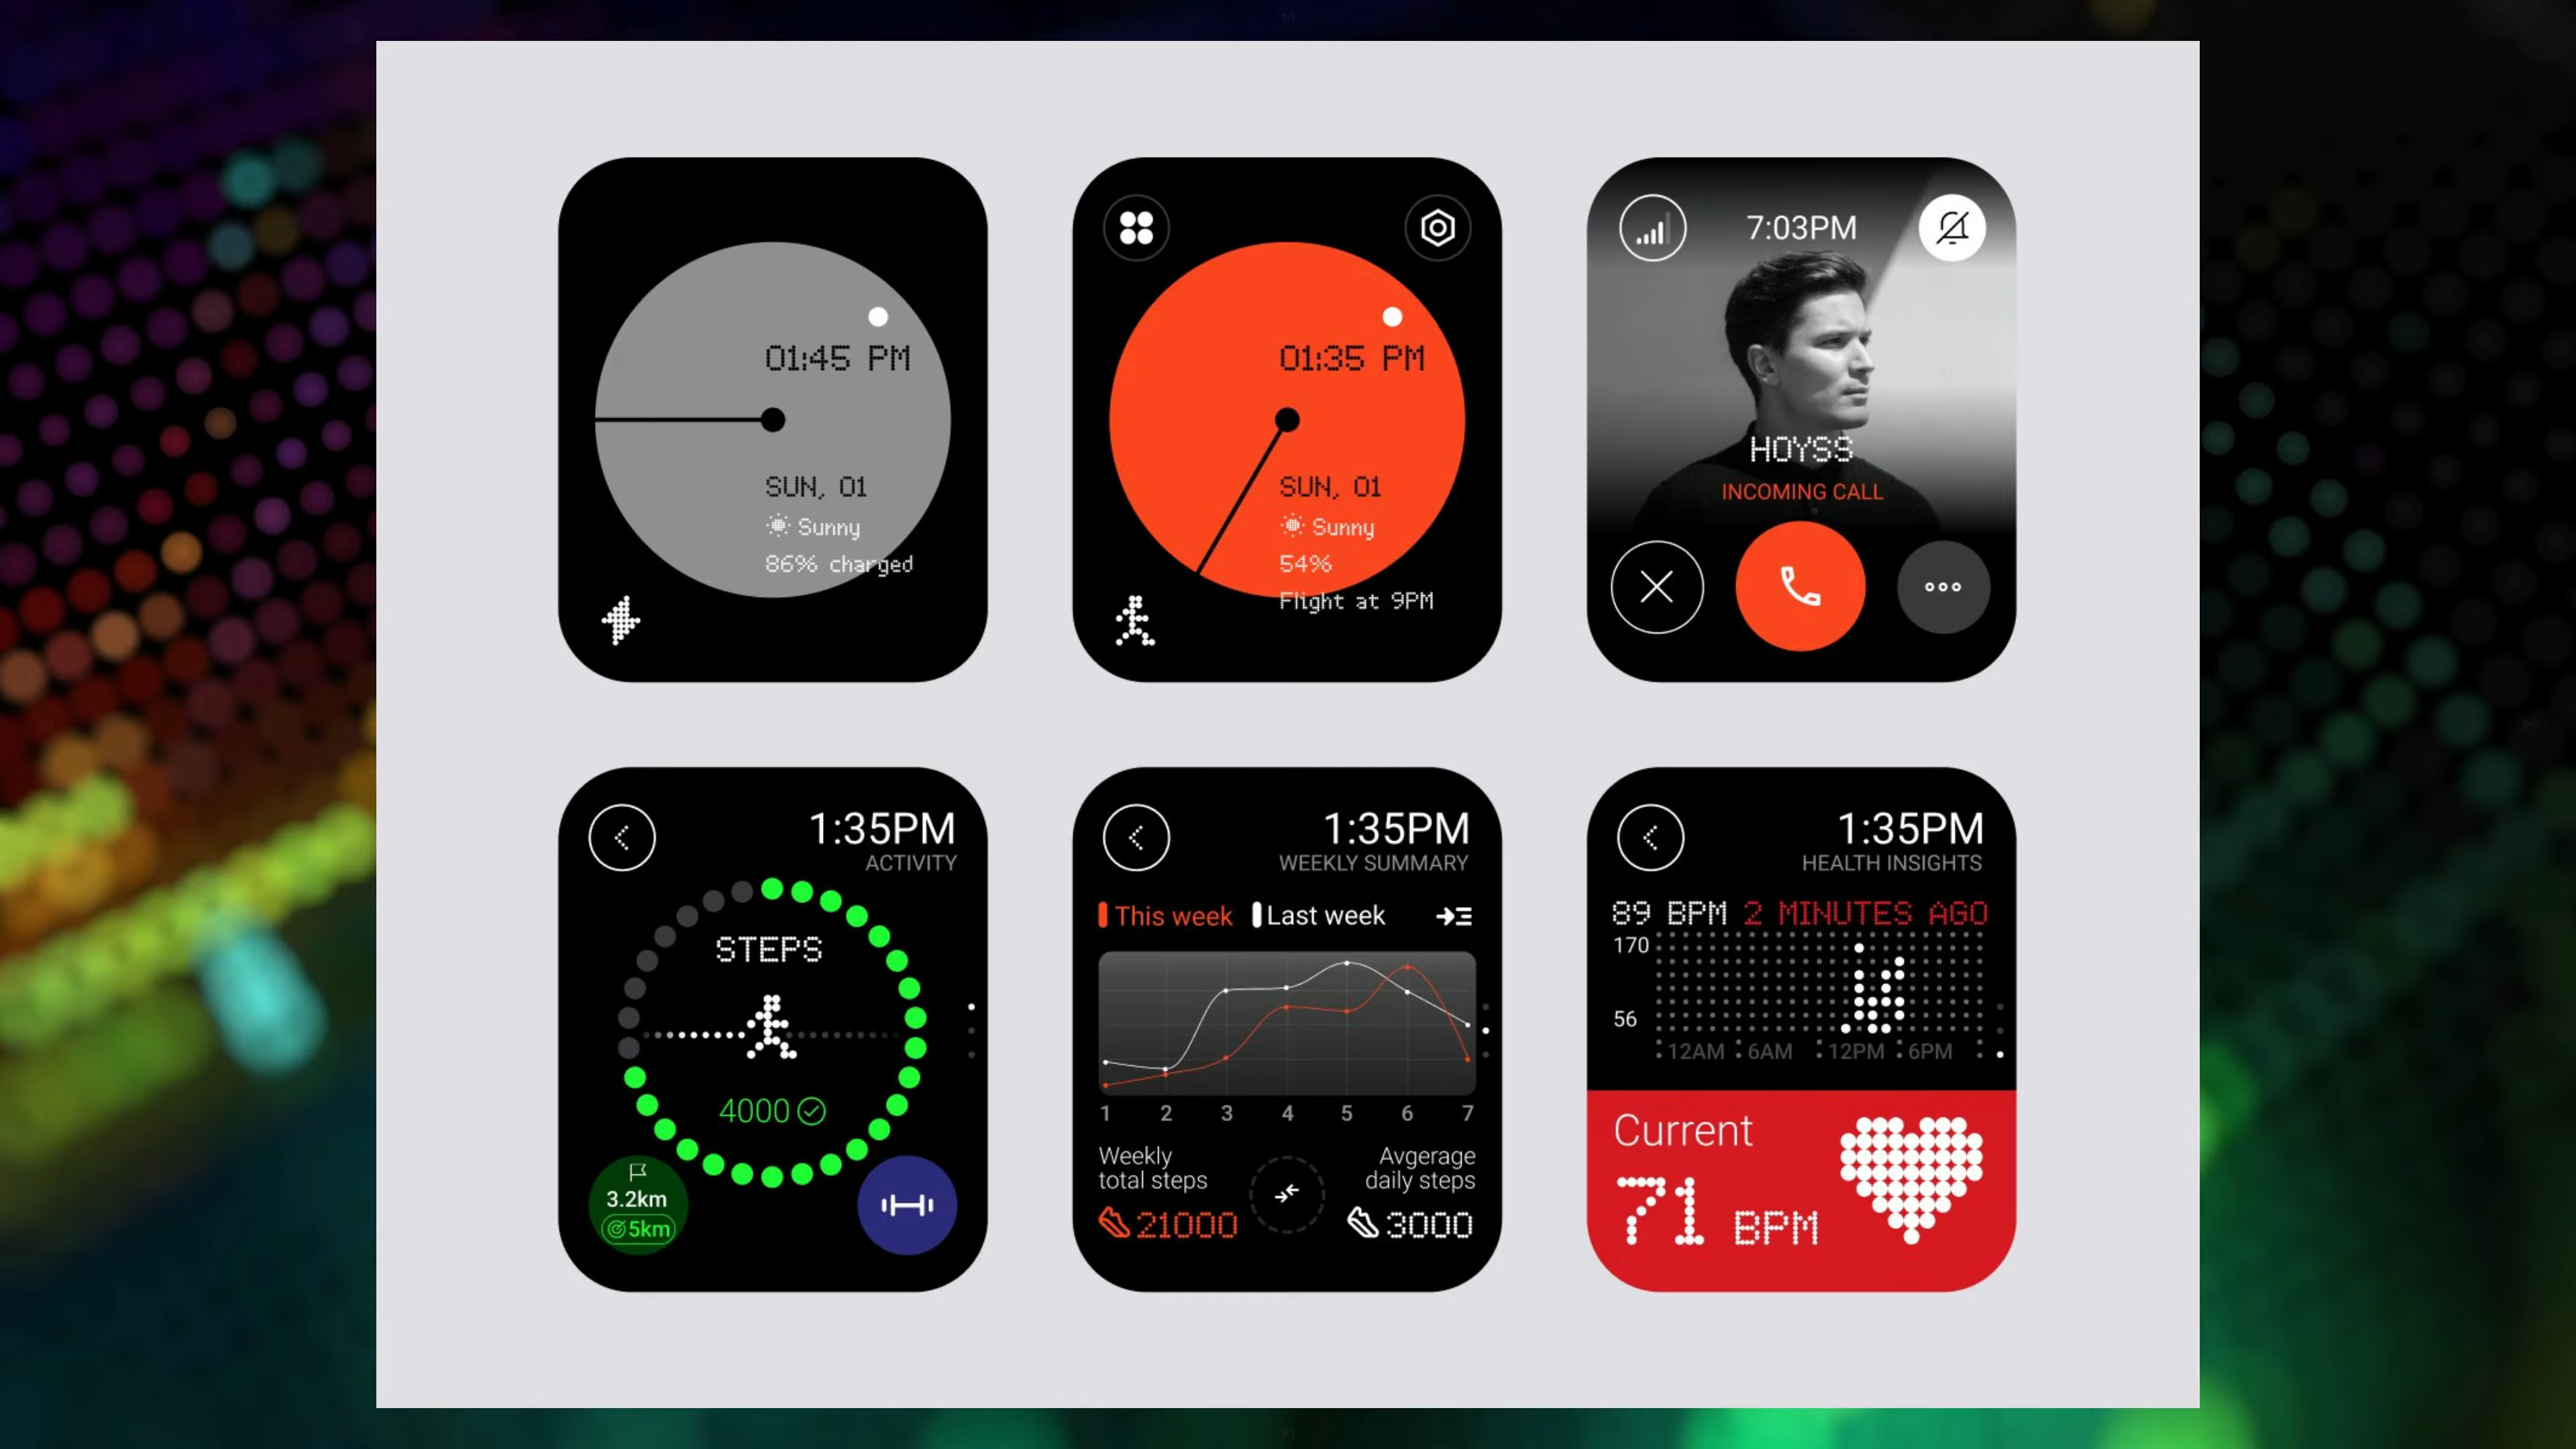 01:45 PM
SUN, 01
Sunny
86% charged
01:35 PM
SUN, 01
Sunny
54%
Flight at 9PM
7:03PM
HOYSS
INCOMING CALL
1:35PM
ACTIVITY
STEPS
4000
3.2km
5km
1:35PM
WEEKLY SUMMARY
This week Last week
1 2 3 4 5 6 7
Weekly
total steps
21000
Avgerage
daily steps
3000
1:35PM
HEALTH INSIGHTS
89 BPM 2 MINUTES AGO
170
56
12AM 6AM 12PM 6PM
Current
71 BPM